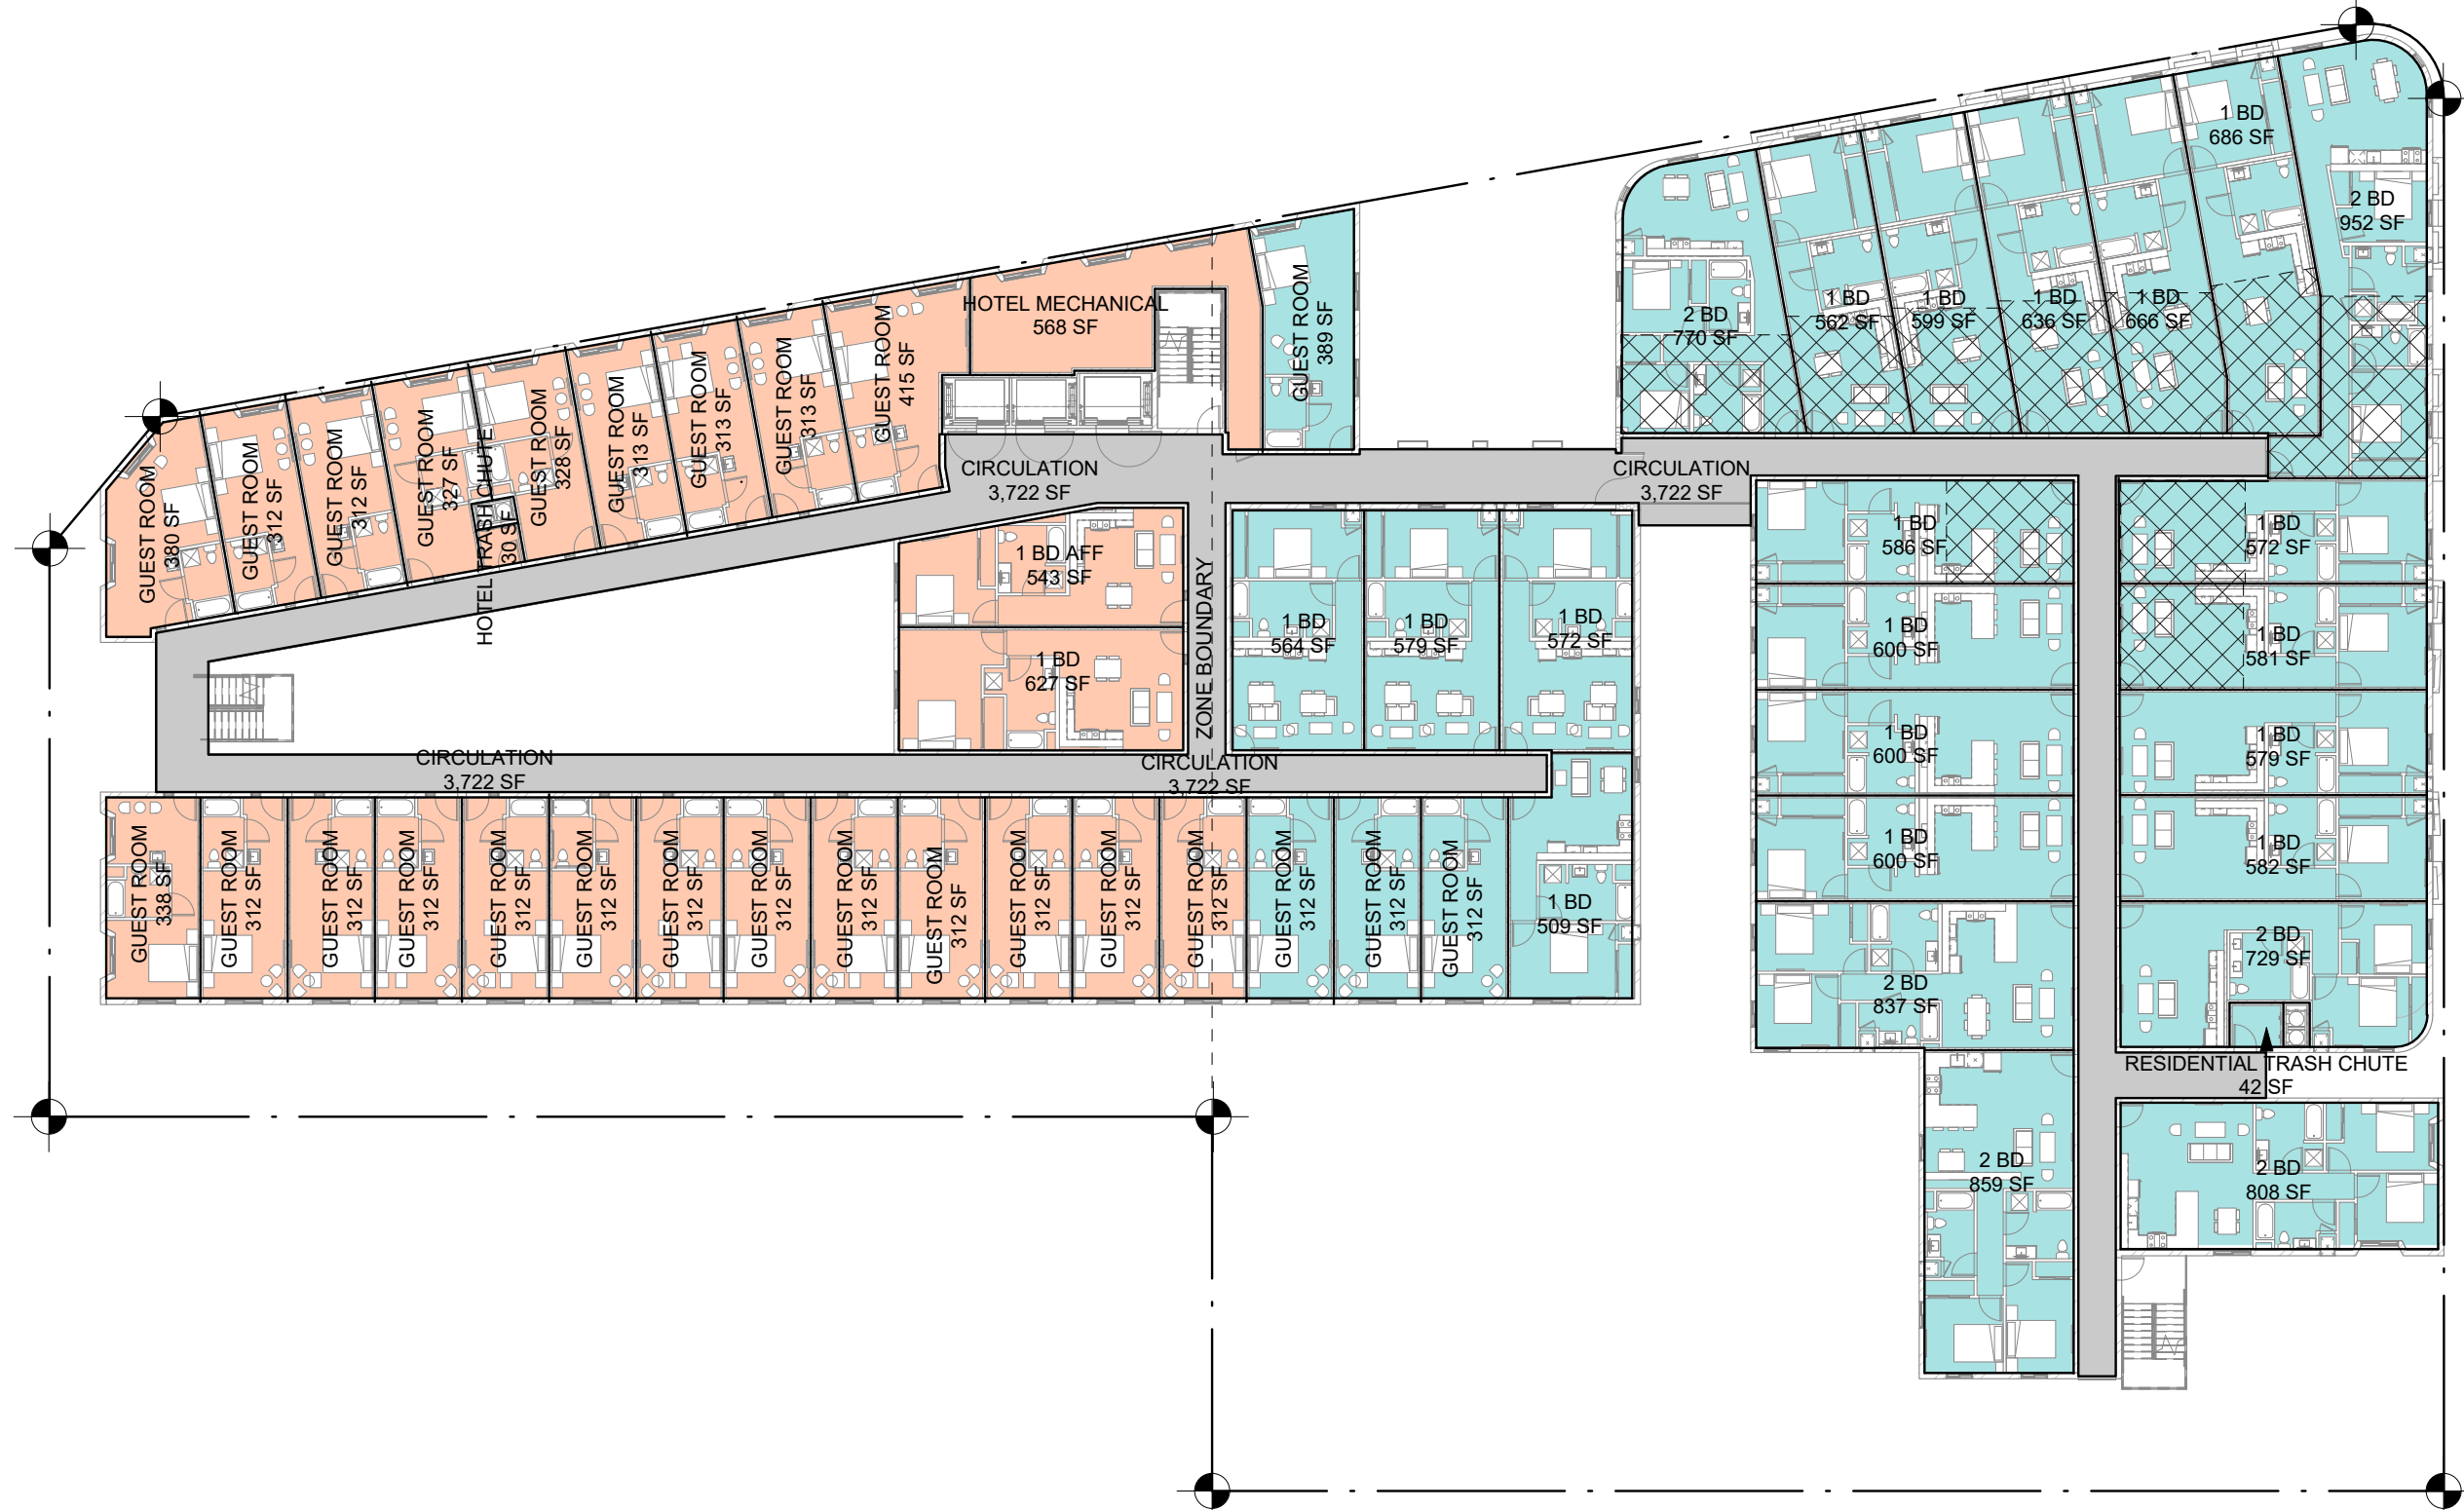 1 BD
686 SF
2 BD
952 SF
HOTEL MECHANICAL
568 SF
GUEST ROOM
389 SF
2 BD
770 SF
1 BD
562 SF
1 BD
599 SF
1 BD
636 SF
1 BD
666 SF
GUEST ROOM
380 SF
GUEST ROOM
312 SF
GUEST ROOM
312 SF
GUEST ROOM
327 SF
HOTEL TRASH CHUTE
30 SF
GUEST ROOM
328 SF
GUEST ROOM
313 SF
GUEST ROOM
313 SF
GUEST ROOM
313 SF
GUEST ROOM
415 SF
CIRCULATION
3,722 SF
CIRCULATION
3,722 SF
1 BD AFF
543 SF
1 BD
627 SF
ZONE BOUNDARY
1 BD
564 SF
1 BD
579 SF
1 BD
572 SF
1 BD
586 SF
1 BD
572 SF
1 BD
600 SF
1 BD
581 SF
1 BD
600 SF
1 BD
579 SF
CIRCULATION
3,722 SF
CIRCULATION
3,722 SF
1 BD
600 SF
1 BD
582 SF
GUEST ROOM
338 SF
GUEST ROOM
312 SF
GUEST ROOM
312 SF
GUEST ROOM
312 SF
GUEST ROOM
312 SF
GUEST ROOM
312 SF
GUEST ROOM
312 SF
GUEST ROOM
312 SF
GUEST ROOM
312 SF
GUEST ROOM
312 SF
GUEST ROOM
312 SF
GUEST ROOM
312 SF
GUEST ROOM
312 SF
GUEST ROOM
312 SF
GUEST ROOM
312 SF
GUEST ROOM
312 SF
1 BD
509 SF
2 BD
837 SF
2 BD
729 SF
RESIDENTIAL TRASH CHUTE
42 SF
2 BD
859 SF
2 BD
808 SF